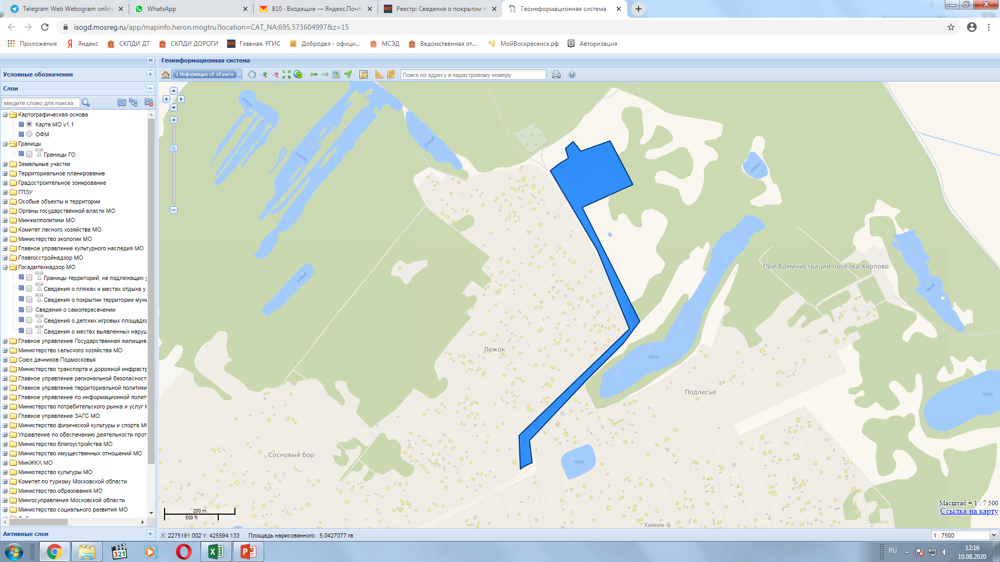 Telegram Web Webogram online
WhatsApp
810 · Входящие — Яндекс.Почта
Реестр: Сведения о покрытии т
Геоинформационная система
isogd.mosreg.ru/app/mapinfo.heron.mogtru?location=CAT_NA:695,573604997&z=15
Приложения
Яндекс
СКПДИ ДТ
СКПДИ ДОРОГИ
Главная. РГИС
Добродел - офици...
МСЭД
Ведомственная от...
МойВоскресенск.рф
Авторизация
Геоинформационная система
Условные обозначения
Информация об объекте
Поиск по адресу и кадастровому номеру
Слои
введите слово для поиска
Картографическая основа
Карта МО v1.1
ОФМ
Границы
Границы ГО
Земельные участки
Территориальное планирование
Градостроительное зонирование
ГПЗУ
Особые объекты и территории
Органы государственной власти МО
Минжилполитики МО
Комитет лесного хозяйства МО
Министерство экологии МО
Главное управление культурного наследия МО
Главгосстройнадзор МО
Госадмтехнадзор МО
Границы территорий, не подлежащих у
Сведения о пляжах и местах отдыха у
Сведения о покрытии территории муни
Сведения о самопересечении
Сведения о детских игровых площадка
Сведения о местах выявленных наруш
Главное управление Государственная жилищна
Министерство сельского хозяйства МО
Союз дачников Подмосковья
Министерство транспорта и дорожной инфрастр
Главное управление региональной безопасност
Главное управление территориальной политики
Главное управление по информационной полит
Министерство потребительского рынка и услуг М
Главное управление ЗАГС МО
Министерство физической культуры и спорта МО
Управление по обеспечению деятельности прот
Министерство благоустройства МО
Министерство имущественных отношений МО
МинЖКХ МО
Министерство культуры МО
Комитет по туризму Московской области
Министерство образования МО
Мингосуправления Московской области
Министерство социального развития МО
Активные слои
озеро
озеро
озеро
озеро
озеро
При Администрации поселка Хорлово
пруд
Лужок
пруд
Подлесье
пруд
Сосновый бор
пруд
Химик-6
200 m
500 ft
Масштаб = 1 : 7 500
Ссылка на карту
X: 2275191.002 Y: 425594.133
Площадь нарисованного : 5.0427077 га
1 : 7500
321
RU
12:16
10.08.2020